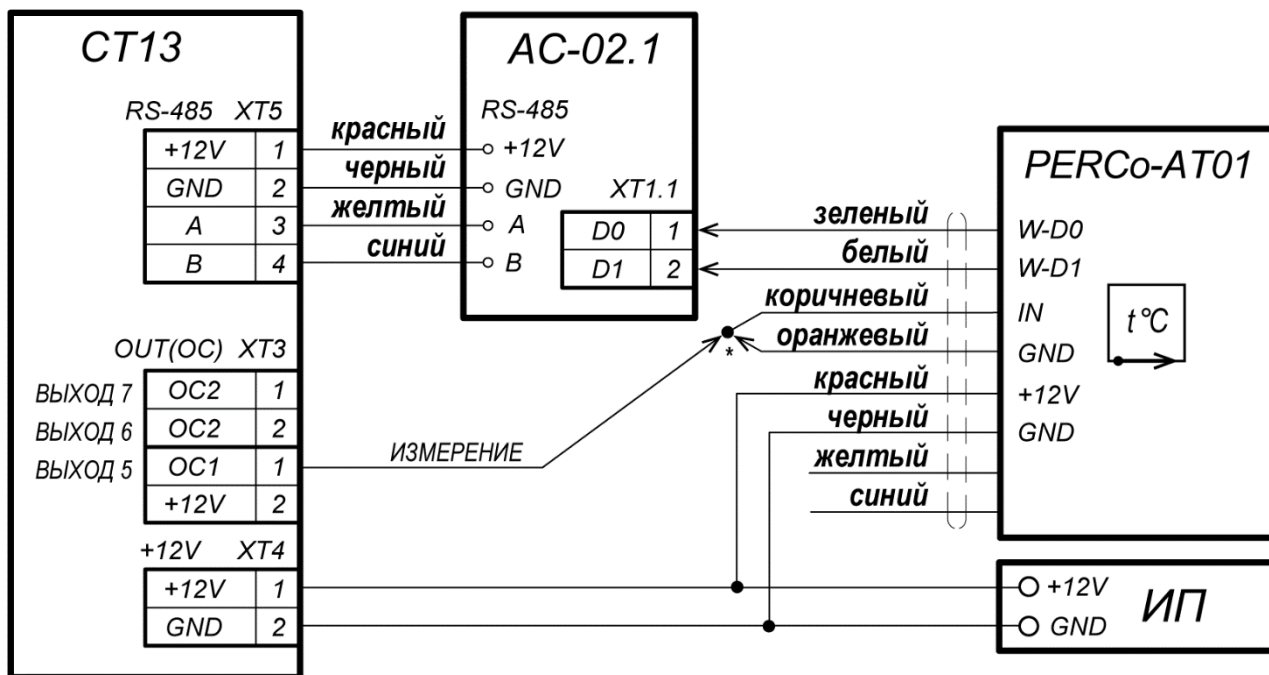 CT13
RS-485 XT5
+12V 1
GND 2
A 3
B 4
OUT(OC) XT3
ВЫХОД 7 OC2 1
ВЫХОД 6 OC2 2
ВЫХОД 5 OC1 1
+12V 2
+12V XT4
+12V 1
GND 2
красный
черный
желтый
синий
ИЗМЕРЕНИЕ
AC-02.1
RS-485
+12V
GND
A
B
XT1.1
D0 1
D1 2
*
зеленый
белый
коричневый
оранжевый
красный
черный
желтый
синий
PERCo-AT01
W-D0
W-D1
IN
GND
+12V
GND
t°C
+12V
GND
ИП